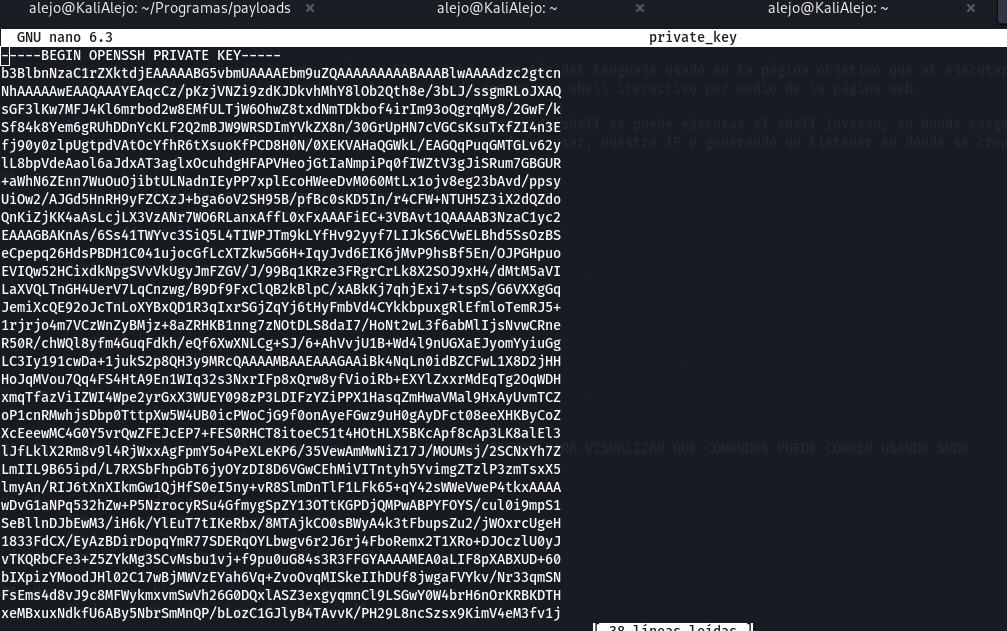 alejo@KaliAlejo: ~/Programas/payloads × alejo@KaliAlejo: ~ × alejo@KaliAlejo: ~ ×
GNU nano 6.3 private_key
-----BEGIN OPENSSH PRIVATE KEY-----
b3BlbnNzaC1rZXktdjEAAAAABG5vbmUAAAAEbm9uZQAAAAAAAAABAAABlwAAAAdzc2gtcn
NhAAAAAwEAAQAAAYEAqcCz/pKzjVNZi9zdKJDkvhMhY8lOb2Qth8e/3bLJ/ssgmRLoJXAQ
sGF3lKw7MFJ4Kl6mrbod2w8EMfULTjW6OhwZ8txdNmTDkbof4irIm93oQgrqMy8/2GwF/k
Sf84k8Yem6gRUhDDnYcKLF2Q2mBJW9WRSDImYVkZX8n/30GrUpHN7cVGCsKsuTxfZI4n3E
fj90y0zlpUgtpdVAtOcYfhR6tXsuoKfPCD8H0N/0XEKVAHaQGWkL/EAGQqPuqGMTGLv62y
lL8bpVdeAaol6aJdxAT3aglxOcuhdgHFAPVHeojGtIaNmpiPq0fIWZtV3gJiSRum7GBGUR
+aWhN6ZEnn7WuOuOjibtULNadnIEyPP7xplEcoHWeeDvM060MtLx1ojv8eg23bAvd/ppsy
UiOw2/AJGd5HnRH9yFZCXzJ+bga6oV2SH95B/pfBc0sKD5In/r4CFW+NTUH5Z3iX2dQZdo
QnKiZjKK4aAsLcjLX3VzANr7WO6RLanxAffL0xFxAAAFiEC+3VBAvt1QAAAAB3NzaC1yc2
EAAAGBAKnAs/6Ss41TWYvc3SiQ5L4TIWPJTm9kLYfHv92yyf7LIJkS6CVwELBhd5SsOzBS
eCpepq26HdsPBDH1C041ujocGfLcXTZkw5G6H+IqyJvd6EIK6jMvP9hsBf5En/OJPGHpuo
EVIQw52HCixdkNpgSVvVkUgyJmFZGV/J/99Bq1KRze3FRgrCrLk8X2SOJ9xH4/dMtM5aVI
LaXVQLTnGH4UerV7LqCnzwg/B9Df9FxClQB2kBlpC/xABkKj7qhjExi7+tspS/G6VXXgGq
JemiXcQE92oJcTnLoXYBxQD1R3qIxrSGjZqYj6tHyFmbVd4CYkkbpuxgRlEfmloTemRJ5+
1rjrjo4m7VCzWnZyBMjz+8aZRHKB1nng7zNOtDLS8daI7/HoNt2wL3f6abMlIjsNvwCRne
R50R/chWQl8yfm4GuqFdkh/eQf6XwXNLCg+SJ/6+AhVvjU1B+Wd4l9nUGXaEJyomYyiuGg
LC3Iy191cwDa+1jukS2p8QH3y9MRcQAAAAMBAAEAAAGAAiBk4NqLn0idBZCFwL1X8D2jHH
HoJqMVou7Qq4FS4HtA9En1WIq32s3NxrIFp8xQrw8yfVioiRb+EXYlZxxrMdEqTg2OqWDH
xmqTfazViIZWI4Wpe2yrGxX3WUEY098zP3LDIFzYZiPPX1HasqZmHwaVMal9HxAyUvmTCZ
oP1cnRMwhjsDbp0TttpXw5W4UB0icPWoCjG9f0onAyeFGwz9uH0gAyDFct08eeXHKByCoZ
XcEeewMC4G0Y5vrQwZFEJcEP7+FES0RHCT8itoeC51t4HOtHLX5BKcApf8cAp3LK8alEl3
lJfLklX2Rm8v9l4RjWxxAgFpmY5o4PeXLeKP6/35VewAmMwNiZ17J/MOUMsj/2SCNxYh7Z
LmIIL9B65ipd/L7RXSbFhpGbT6jyOYzDI8D6VGwCEhMiVITntyh5YvimgZTzlP3zmTsxX5
lmyAn/RIJ6tXnXIkmGw1QjHfS0eI5ny+vR8SlmDnTlF1LFk65+qY42sWWeVweP4tkxAAAA
wDvG1aNPq532hZw+P5NzrocyRSu4GfmygSpZY13OTtKGPDjQMPwABPYFOYS/cul0i9mpS1
SeBllnDJbEwM3/iH6k/YlEuT7tIKeRbx/8MTAjkCO0sBWyA4k3tFbupsZu2/jWOxrcUgeH
1833FdCX/EyAzBDirDopqYmR77SDERqOYLbwgv6r2J6rj4FboRemx2T1XRo+DJOczlU0yJ
vTKQRbCFe3+Z5ZYkMg3SCvMsbu1vj+f9pu0uG84s3R3FFGYAAAAMEA0aLIF8pXABXUD+60
bIXpizYMoodJHl02C17wBjMWVzEYah6Vq+ZvoOvqMISkeIIhDUf8jwgaFVYkv/Nr33qmSN
FsEms4d8vJ9c8MFWykmxvmSwVh26G0DQxlASZ3exgyqmnCl9LSGwY0W4brH6nOrKRBKDTH
xeMBxuxNdkfU6ABy5NbrSmMnQP/bLozC1GJlyB4TAvvK/PH29L8ncSzsx9KimV4eM3fv1j
del lenguaje usado en la página objetivo que al ejecutar
shell iteractivo por medio de la página web
shell se puede ejecutar el shell inverso, en donde carga
sar, nuestra IP y generando un listener en donde se crea
RA VISUALIZAR QUE COMANDOS PUEDE CORRER USANDO SUDO
[ 38 líneas leídas ]